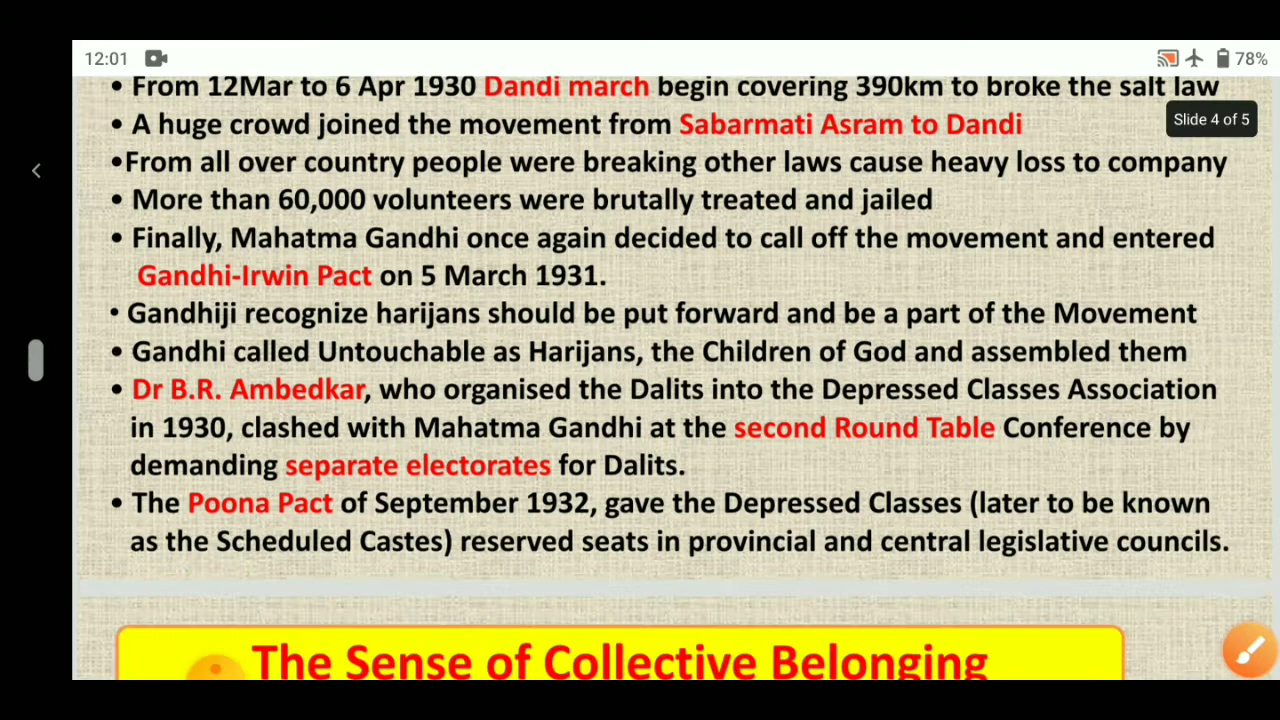 12:01
78%
• From 12Mar to 6 Apr 1930 Dandi march begin covering 390km to broke the salt law
Slide 4 of 5
• A huge crowd joined the movement from Sabarmati Asram to Dandi
•From all over country people were breaking other laws cause heavy loss to company
• More than 60,000 volunteers were brutally treated and jailed
• Finally, Mahatma Gandhi once again decided to call off the movement and entered
Gandhi-Irwin Pact on 5 March 1931.
• Gandhiji recognize harijans should be put forward and be a part of the Movement
• Gandhi called Untouchable as Harijans, the Children of God and assembled them
• Dr B.R. Ambedkar, who organised the Dalits into the Depressed Classes Association
in 1930, clashed with Mahatma Gandhi at the second Round Table Conference by
demanding separate electorates for Dalits.
• The Poona Pact of September 1932, gave the Depressed Classes (later to be known
as the Scheduled Castes) reserved seats in provincial and central legislative councils.
The Sense of Collective Belonging